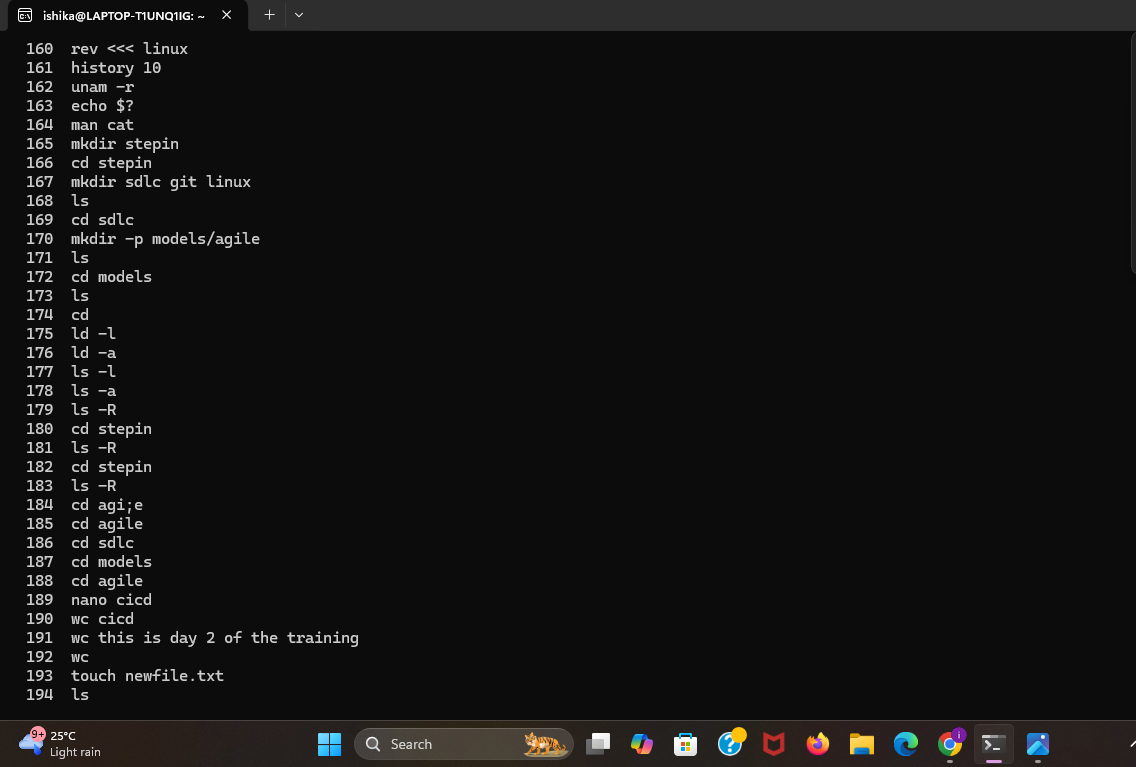 ishika@LAPTOP-T1UNQ1IG: ~
160 rev <<< linux
161 history 10
162 unam -r
163 echo $?
164 man cat
165 mkdir stepin
166 cd stepin
167 mkdir sdlc git linux
168 ls
169 cd sdlc
170 mkdir -p models/agile
171 ls
172 cd models
173 ls
174 cd
175 ld -l
176 ld -a
177 ls -l
178 ls -a
179 ls -R
180 cd stepin
181 ls -R
182 cd stepin
183 ls -R
184 cd agi;e
185 cd agile
186 cd sdlc
187 cd models
188 cd agile
189 nano cicd
190 wc cicd
191 wc this is day 2 of the training
192 wc
193 touch newfile.txt
194 ls
9+ 25°C
Light rain
Search
i